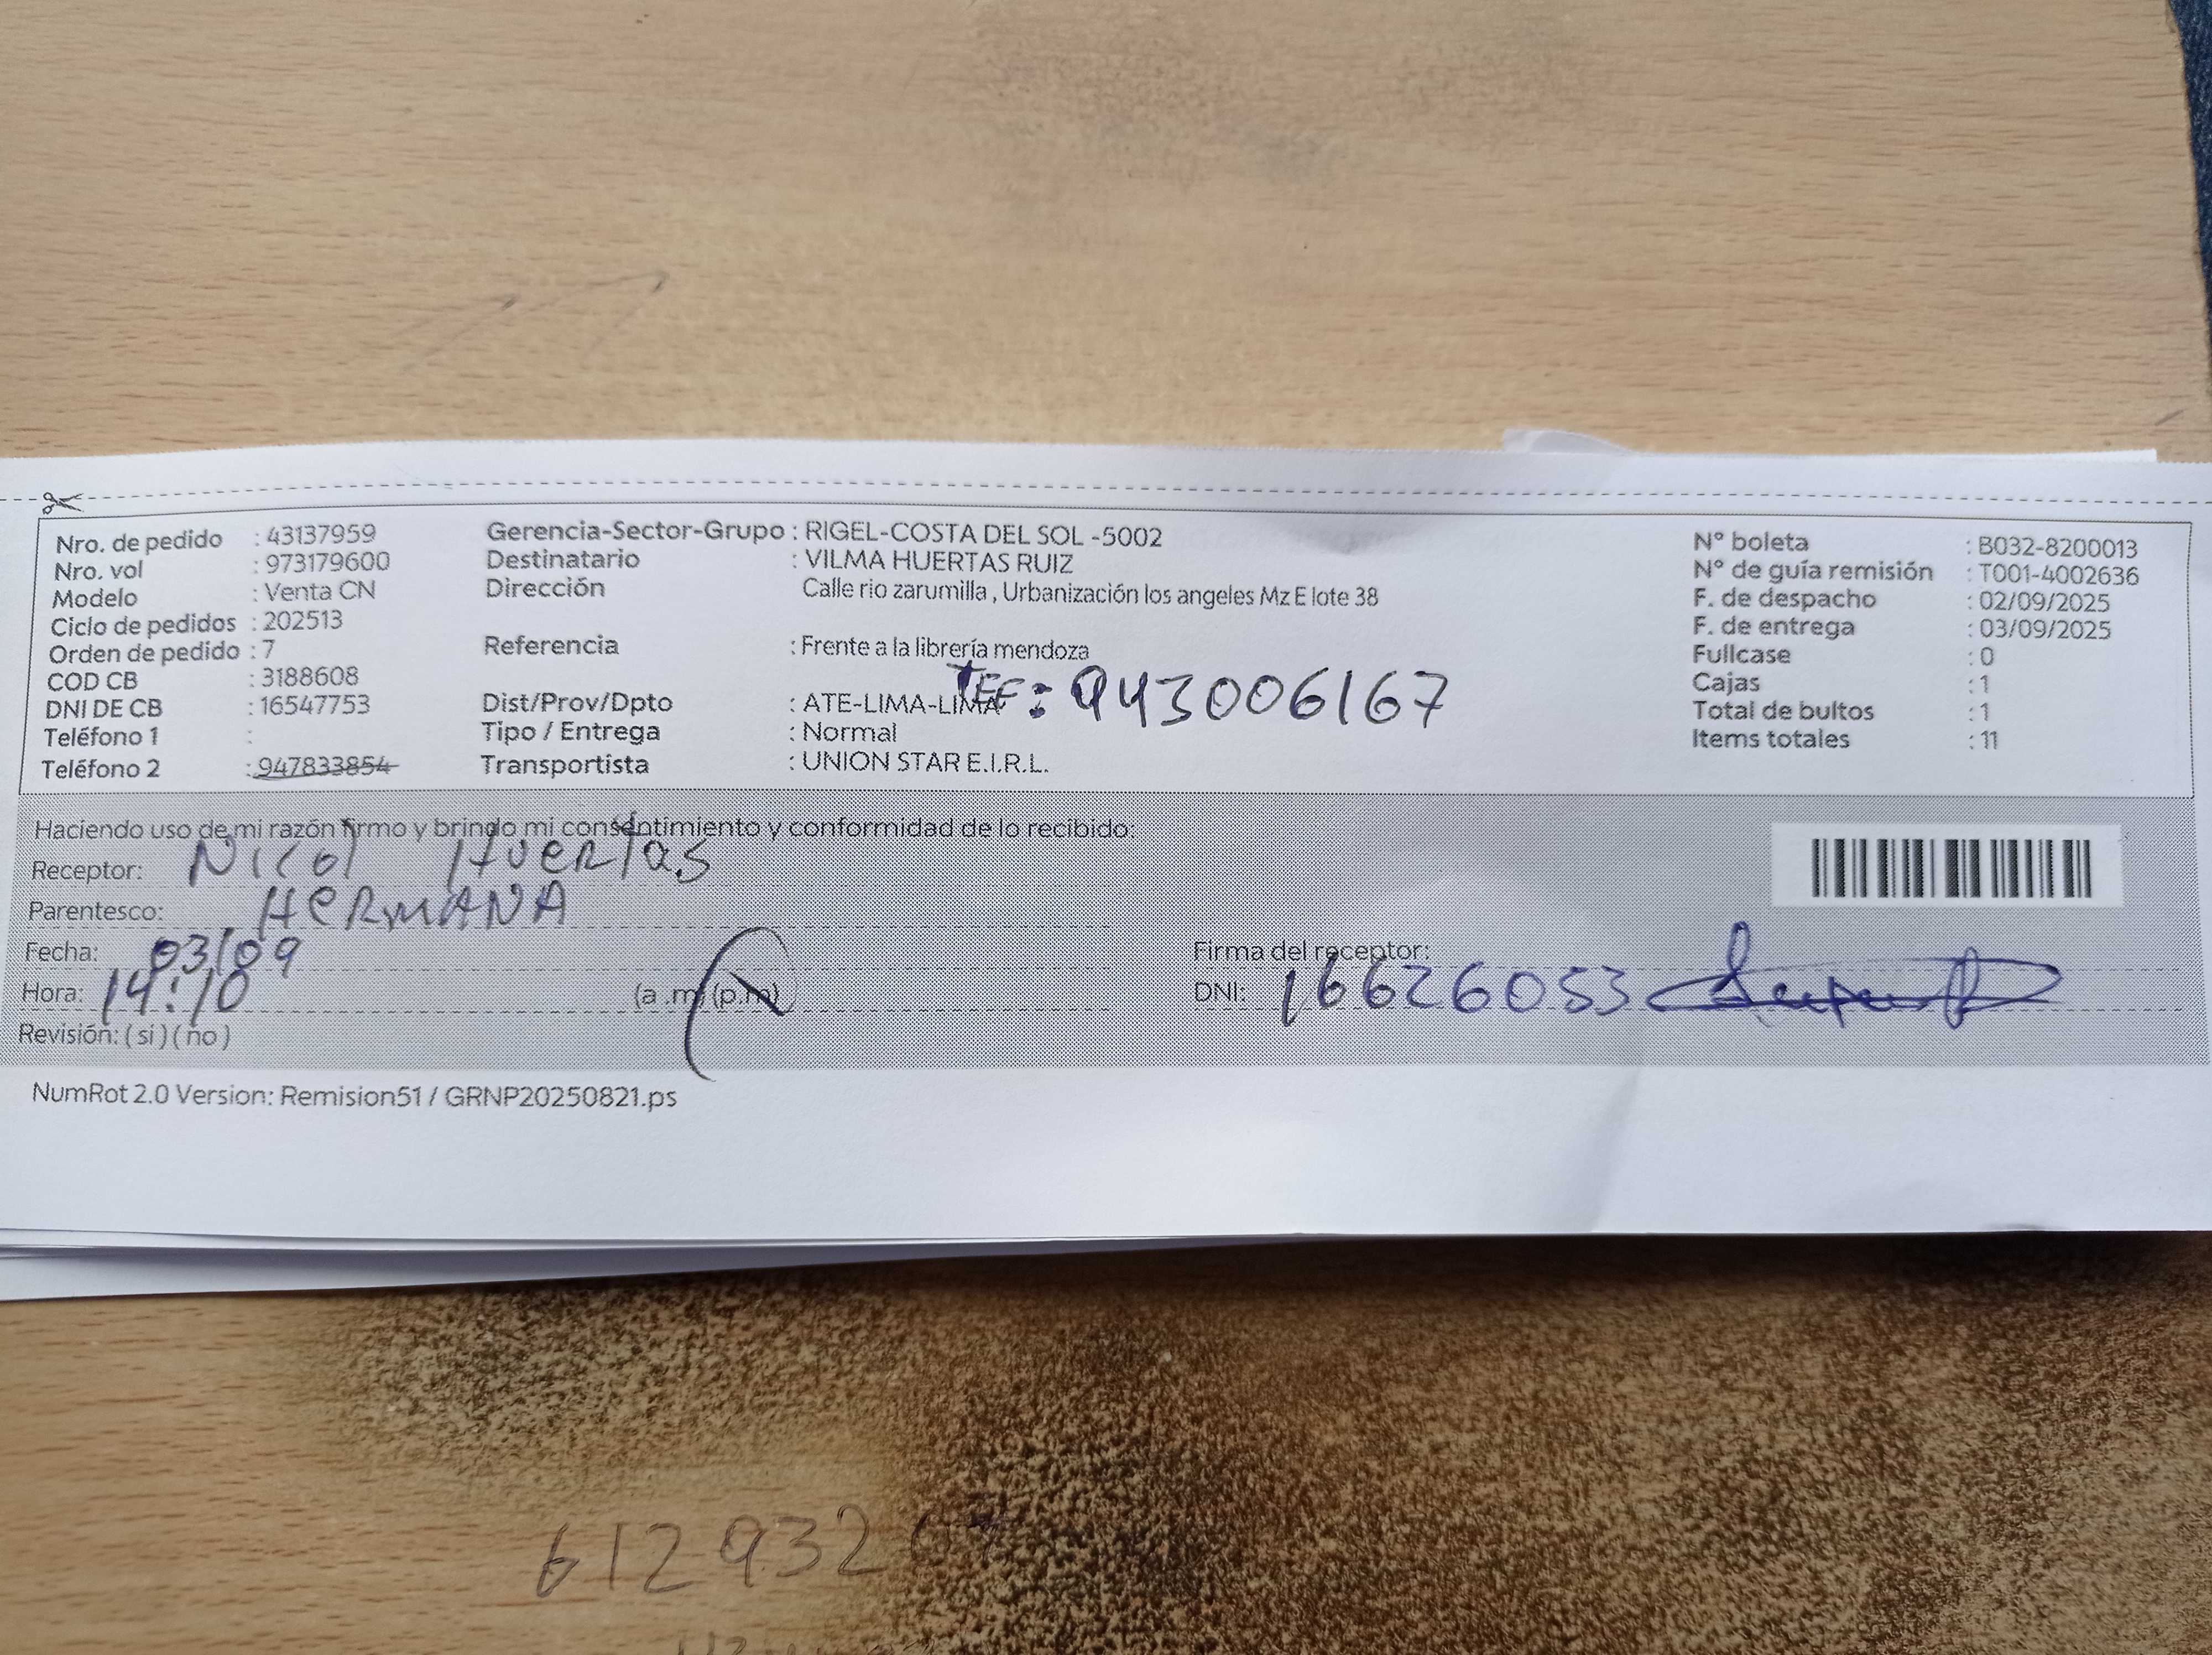 Nro. de pedido : 43137959
Nro. vol : 973179600
Modelo : Venta CN
Ciclo de pedidos : 202513
Orden de pedido : 7
COD CB : 3188608
DNI DE CB : 16547753
Teléfono 1 :
Teléfono 2 : 947833854
Gerencia-Sector-Grupo : RIGEL-COSTA DEL SOL -5002
Destinatario : VILMA HUERTAS RUIZ
Dirección Calle rio zarumilla , Urbanización los angeles Mz E lote 38
Referencia : Frente a la librería mendoza
TEF: 943006167
Dist/Prov/Dpto : ATE-LIMA-LIMA
Tipo / Entrega : Normal
Transportista : UNION STAR E.I.R.L.
N° boleta : B032-8200013
N° de guía remisión : T001-4002636
F. de despacho : 02/09/2025
F. de entrega : 03/09/2025
Fullcase : 0
Cajas : 1
Total de bultos : 1
Items totales : 11
Haciendo uso de mi razón firmo y brindo mi consentimiento y conformidad de lo recibido:
Receptor: Nicol Huertas
Parentesco: HERMANA
Fecha: 03/09
Hora: 14:10 (a .m) (p.m)
Revisión: ( si ) ( no )
Firma del receptor:
DNI: 16626053
NumRot 2.0 Version: Remision51 / GRNP20250821.ps
612932